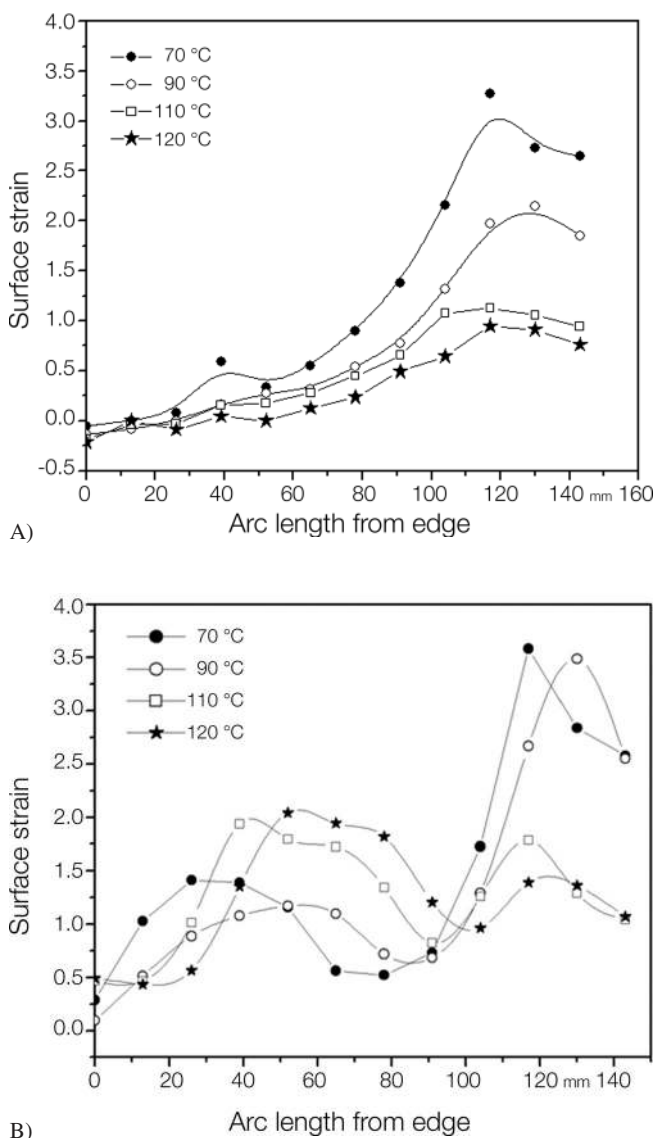 4.0
3.5
3.0
2.5
2.0
1.5
1.0
0.5
0.0
-0.5
Surface strain
70 °C
90 °C
110 °C
120 °C
0 20 40 60 80 100 120 140 mm 160
Arc length from edge
A)
4.0
3.5
3.0
2.5
2.0
1.5
1.0
0.5
0.0
Surface strain
70 °C
90 °C
110 °C
120 °C
0 20 40 60 80 100 120 mm 140
Arc length from edge
B)